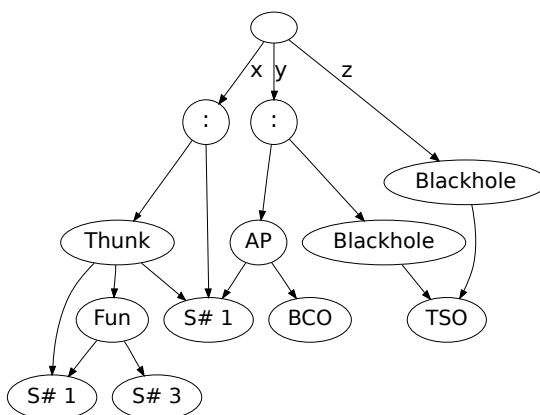 x y z
: :
Blackhole
Thunk AP Blackhole
Fun S# 1 BCO TSO
S# 1 S# 3